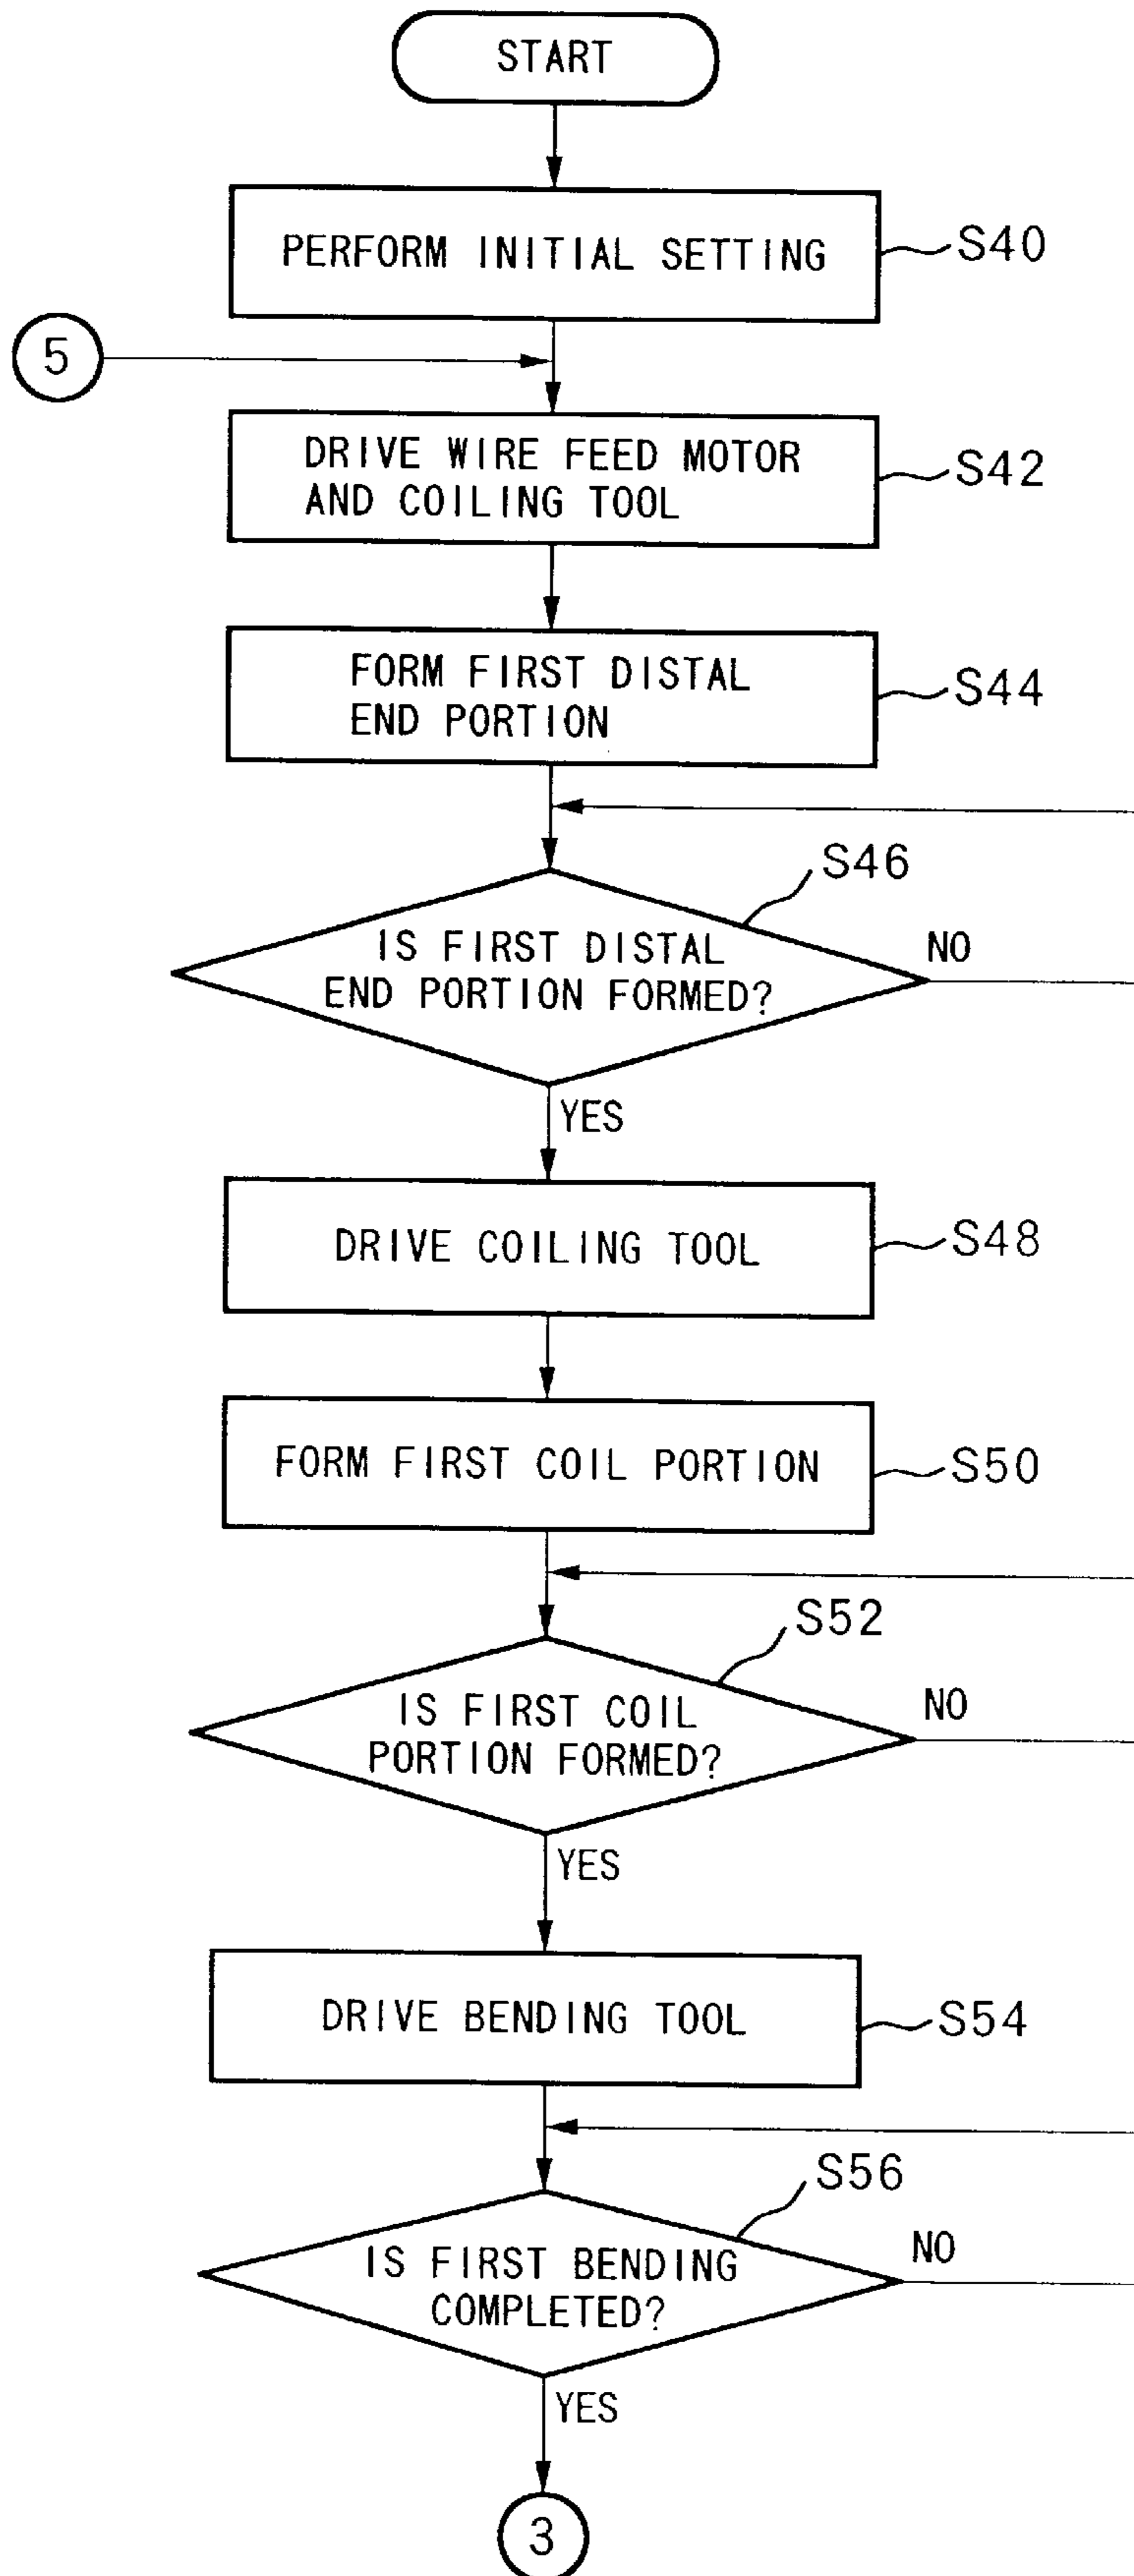 START
PERFORM INITIAL SETTING
S40
5
DRIVE WIRE FEED MOTOR
AND COILING TOOL
S42
FORM FIRST DISTAL
END PORTION
S44
S46
IS FIRST DISTAL
END PORTION FORMED?
NO
YES
DRIVE COILING TOOL
S48
FORM FIRST COIL PORTION
S50
S52
IS FIRST COIL
PORTION FORMED?
NO
YES
DRIVE BENDING TOOL
S54
S56
IS FIRST BENDING
COMPLETED?
NO
YES
3